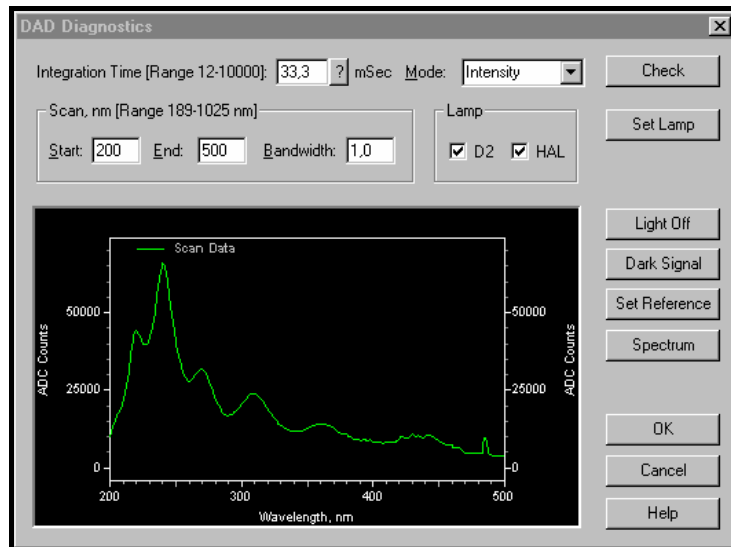 DAD Diagnostics
Integration Time [Range 12-10000]: 33,3 ? mSec Mode: Intensity
Check
Scan, nm [Range 189-1025 nm]
Lamp
Set Lamp
Start: 200 End: 500 Bandwidth: 1,0
D2 HAL
Scan Data
50000
25000
0
ADC Counts
50000
25000
0
ADC Counts
200 300 400 500
Wavelength, nm
Light Off
Dark Signal
Set Reference
Spectrum
OK
Cancel
Help